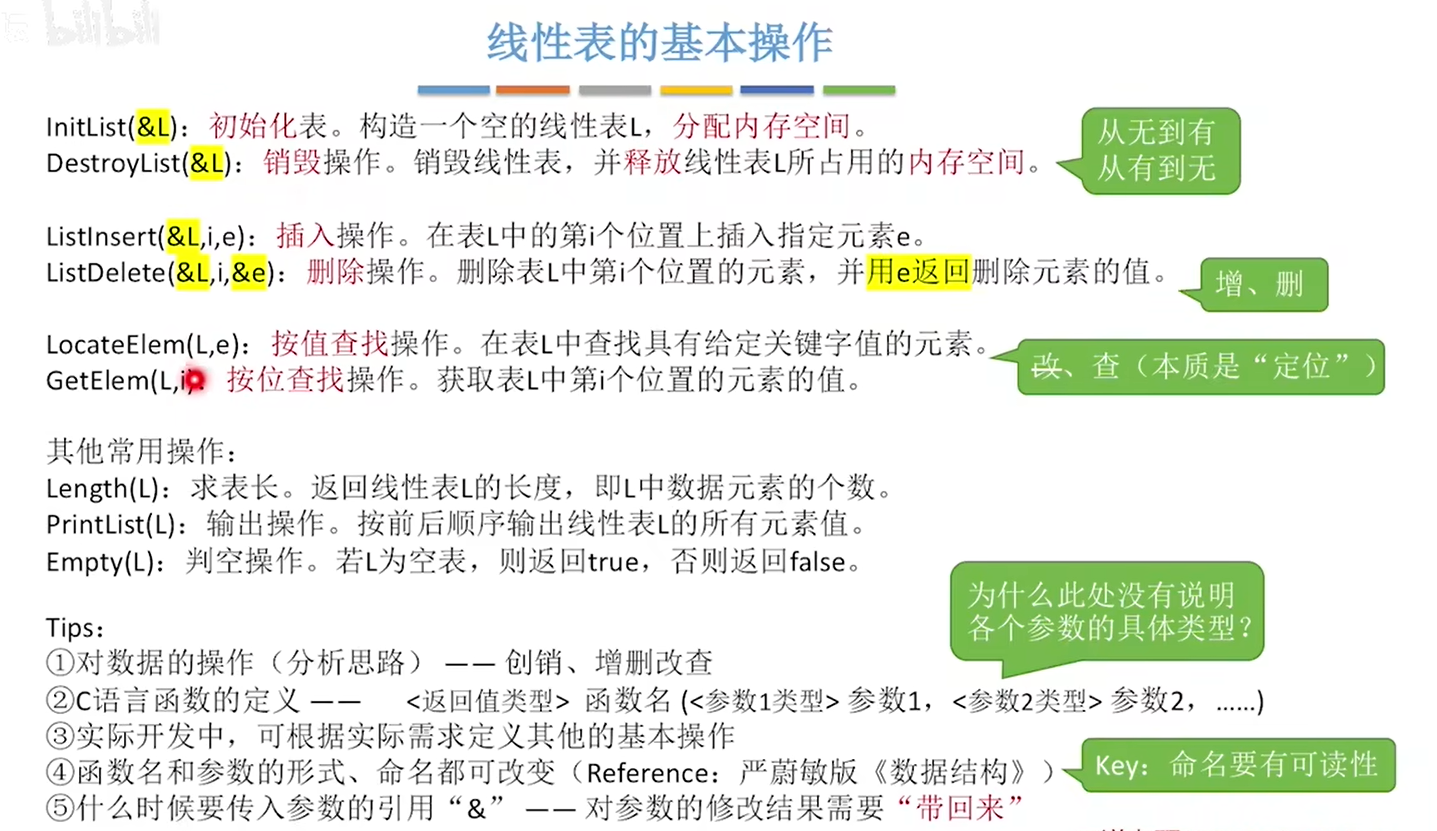 bilibili
线性表的基本操作
InitList(&L)：初始化表。构造一个空的线性表L，分配内存空间。
DestroyList(&L)：销毁操作。销毁线性表，并释放线性表L所占用的内存空间。
从无到有
从有到无
ListInsert(&L,i,e)：插入操作。在表L中的第i个位置上插入指定元素e。
ListDelete(&L,i,&e)：删除操作。删除表L中第i个位置的元素，并用e返回删除元素的值。
增、删
LocateElem(L,e)：按值查找操作。在表L中查找具有给定关键字值的元素。
GetElem(L,i)：按位查找操作。获取表L中第i个位置的元素的值。
改、查（本质是“定位”）
其他常用操作：
Length(L)：求表长。返回线性表L的长度，即L中数据元素的个数。
PrintList(L)：输出操作。按前后顺序输出线性表L的所有元素值。
Empty(L)：判空操作。若L为空表，则返回true，否则返回false。
为什么此处没有说明
各个参数的具体类型？
Tips：
①对数据的操作（分析思路） —— 创销、增删改查
②C语言函数的定义 —— <返回值类型> 函数名 (<参数1类型> 参数1，<参数2类型> 参数2，……)
③实际开发中，可根据实际需求定义其他的基本操作
④函数名和参数的形式、命名都可改变（Reference：严蔚敏版《数据结构》）
Key：命名要有可读性
⑤什么时候要传入参数的引用“&” —— 对参数的修改结果需要“带回来”